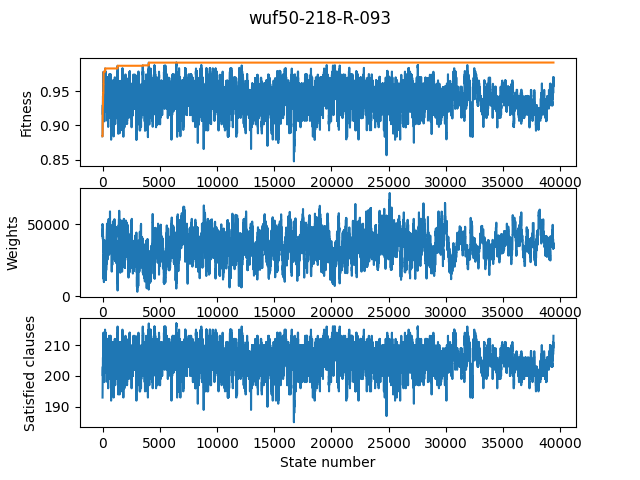 wuf50-218-R-093
Fitness
0.95
0.90
0.85
0 5000 10000 15000 20000 25000 30000 35000 40000
Weights
50000
0
0 5000 10000 15000 20000 25000 30000 35000 40000
Satisfied clauses
210
200
190
0 5000 10000 15000 20000 25000 30000 35000 40000
State number